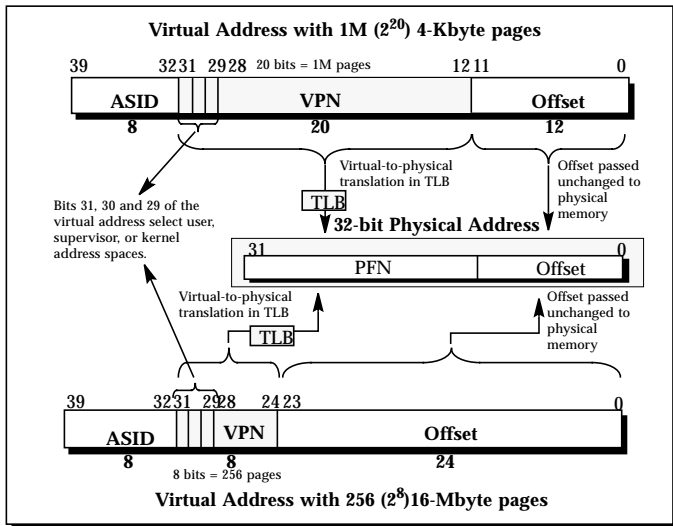 Virtual Address with 1M (2^20) 4-Kbyte pages
39 32 31 29 28 20 bits = 1M pages 12 11 0
ASID VPN Offset
8 20 12
Virtual-to-physical
translation in TLB
Offset passed
unchanged to
physical
memory
TLB
Bits 31, 30 and 29 of the
virtual address select user,
supervisor, or kernel
address spaces.
32-bit Physical Address
31 0
PFN Offset
Virtual-to-physical
translation in TLB
Offset passed
unchanged to
physical
memory
TLB
39 32 31 29 28 24 23 0
ASID VPN Offset
8 8 24
8 bits = 256 pages
Virtual Address with 256 (2^8)16-Mbyte pages